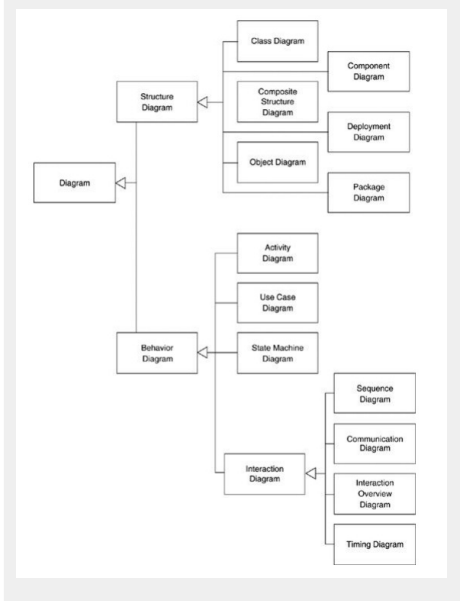 Class Diagram
Component
Diagram
Structure
Diagram
Composite
Structure
Diagram
Deployment
Diagram
Object Diagram
Diagram
Package
Diagram
Activity
Diagram
Use Case
Diagram
Behavior
Diagram
State Machine
Diagram
Sequence
Diagram
Communication
Diagram
Interaction
Diagram
Interaction
Overview
Diagram
Timing Diagram